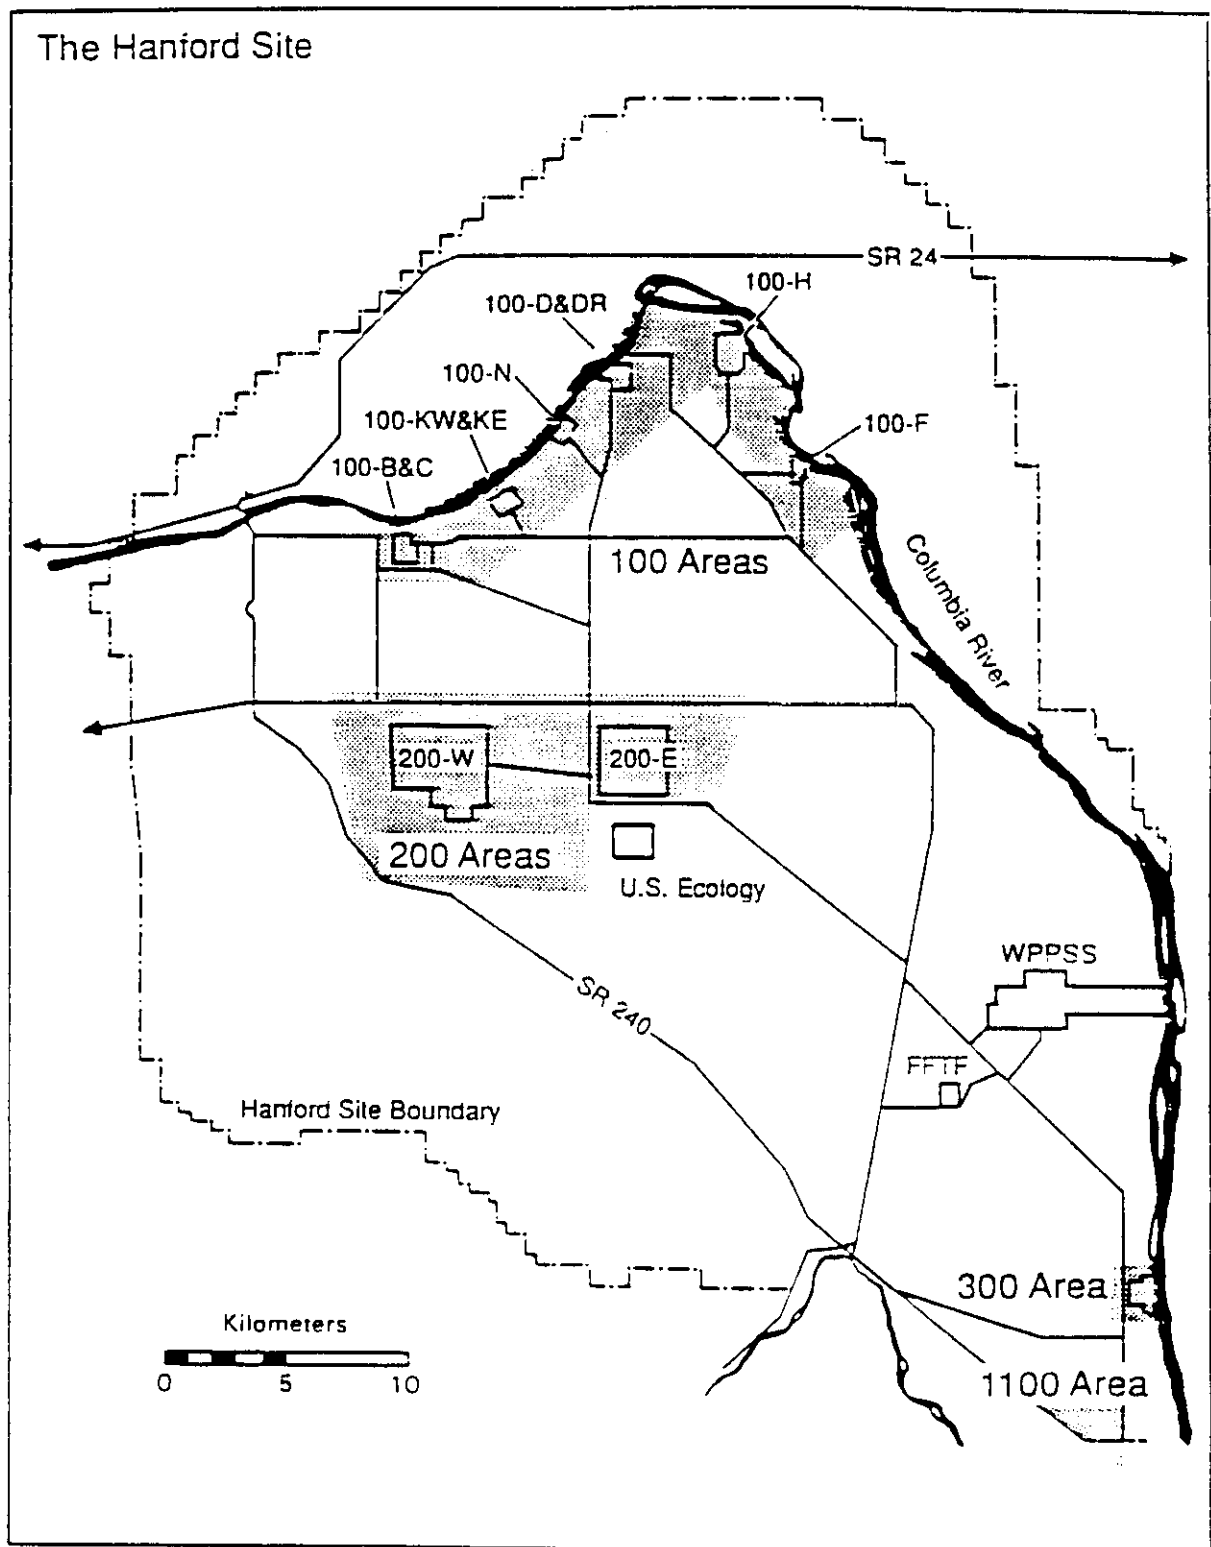 The Hanford Site
SR 24
100-H
100-D&DR
100-N
100-KW&KE
100-F
100-B&C
100 Areas
Columbia River
200-W
200-E
200 Areas
U.S. Ecology
WPPSS
SR 240
FFTF
Hanford Site Boundary
300 Area
Kilometers
0 5 10
1100 Area